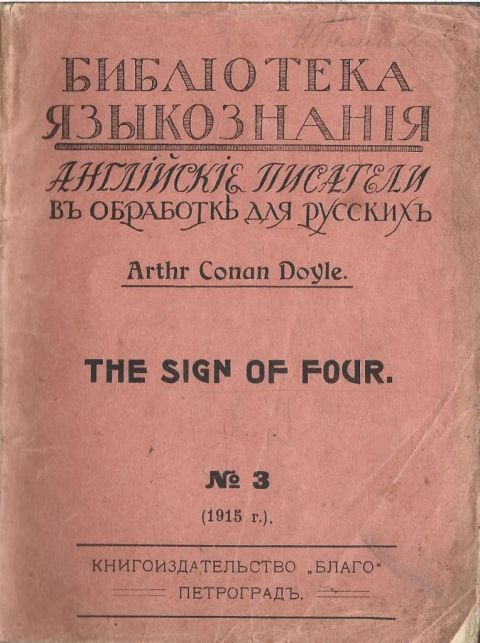 БИБЛІОТЕКА
ЯЗЫКОЗНАНІЯ
АНГЛІЙСКІЕ ПИСАТЕЛИ
ВЪ ОБРАБОТКѢ ДЛЯ РУССКИХЪ
Arthr Conan Doyle.
THE SIGN OF FOUR.
№ 3
(1915 г.).
КНИГОИЗДАТЕЛЬСТВО „БЛАГО"
ПЕТРОГРАДЪ.